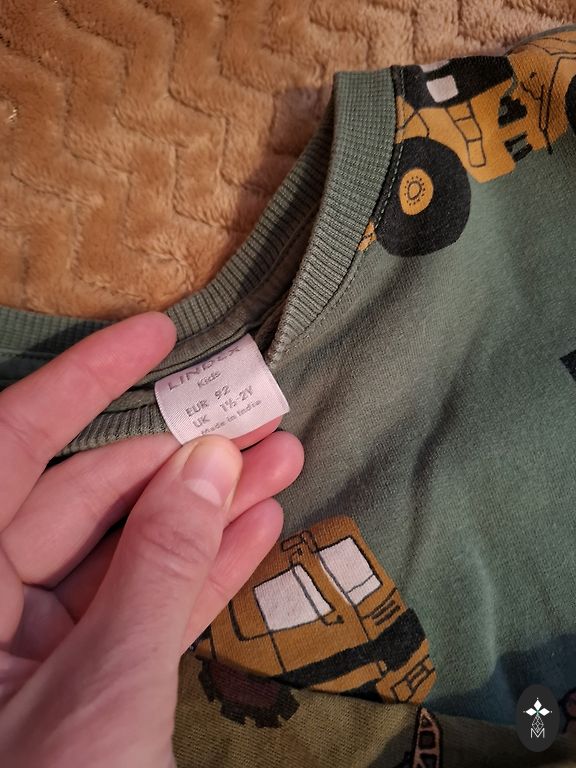 LINDEX
Kids
EUR 92
UK 1½-2Y
Made in India
M